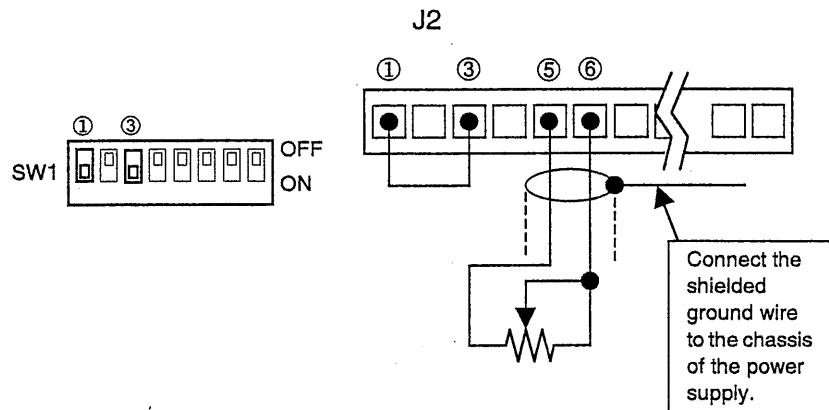 J2
① ③ ⑤ ⑥
① ③
OFF
SW1
ON
Connect the
shielded
ground wire
to the chassis
of the power
supply.